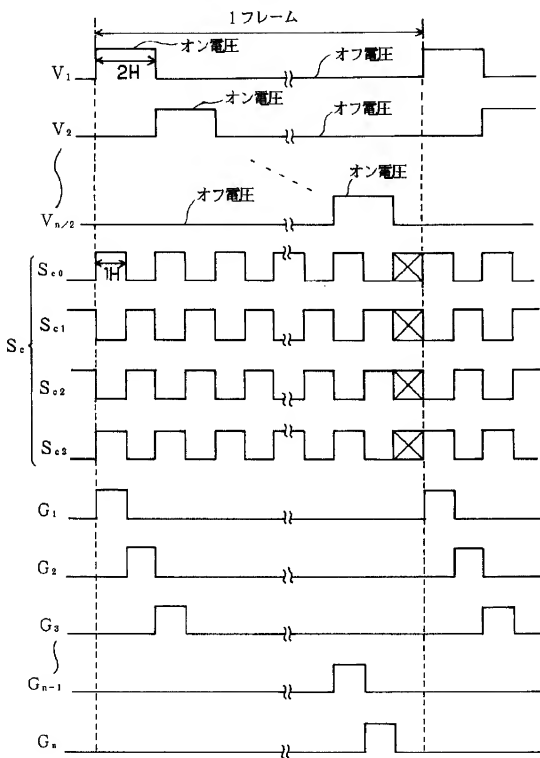 1フレーム
オン電圧
2H
オフ電圧
V₁
オン電圧
オフ電圧
V₂
オン電圧
オフ電圧
Vₙ/₂
Sc0
1H
Sc1
Sc
Sc2
Sc3
G₁
G₂
G₃
Gₙ₋₁
Gₙ